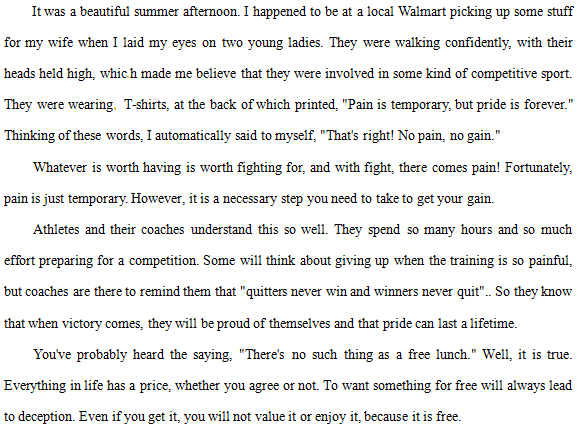 It was a beautiful summer afternoon. I happened to be at a local Walmart picking up some stuff
for my wife when I laid my eyes on two young ladies. They were walking confidently, with their
heads held high, whic.h made me believe that they were involved in some kind of competitive sport.
They were wearing. T-shirts, at the back of which printed, "Pain is temporary, but pride is forever."
Thinking of these words, I automatically said to myself, "That's right! No pain, no gain."
Whatever is worth having is worth fighting for, and with fight, there comes pain! Fortunately,
pain is just temporary. However, it is a necessary step you need to take to get your gain.
Athletes and their coaches understand this so well. They spend so many hours and so much
effort preparing for a competition. Some will think about giving up when the training is so painful,
but coaches are there to remind them that "quitters never win and winners never quit".. So they know
that when victory comes, they will be proud of themselves and that pride can last a lifetime.
You've probably heard the saying, "There's no such thing as a free lunch." Well, it is true.
Everything in life has a price, whether you agree or not. To want something for free will always lead
to deception. Even if you get it, you will not value it or enjoy it, because it is free.